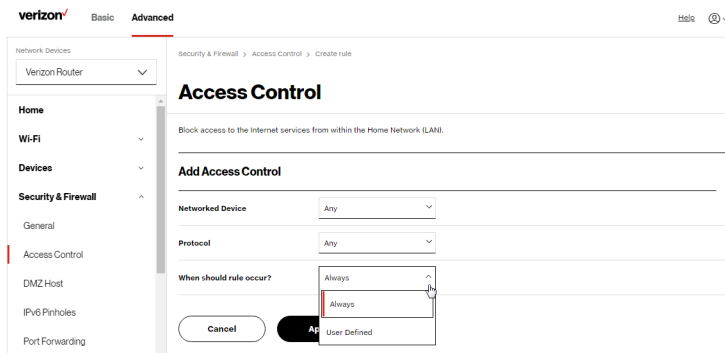 verizon✓ Basic Advanced Help
Network Devices
Verizon Router
Home
Wi-Fi
Devices
Security & Firewall
General
Access Control
DMZ Host
IPv6 Pinholes
Port Forwarding
Security & Firewall > Access Control > Create rule
Access Control
Block access to the Internet services from within the Home Network (LAN).
Add Access Control
Networked Device Any
Protocol Any
When should rule occur? Always
Always
User Defined
Cancel Ap